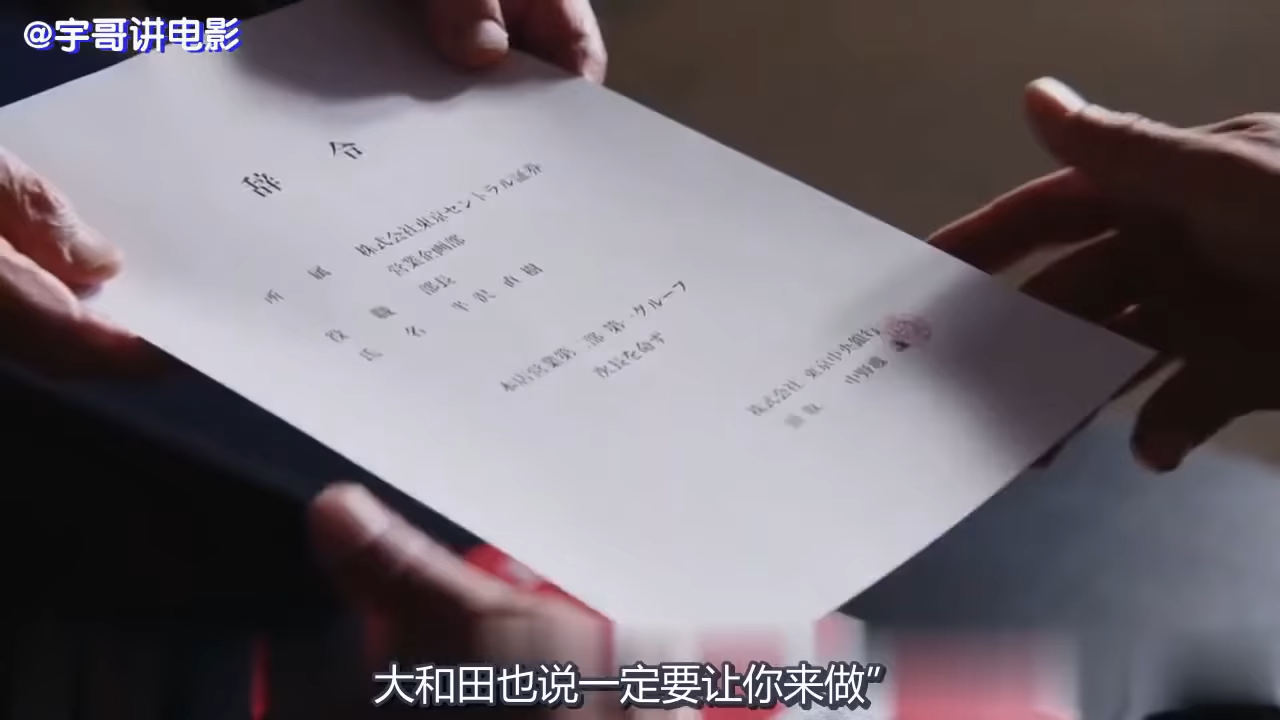 @宇哥讲电影
辞 令
所 属 株式会社東京セントラル証券
営業企画部
役 職 部長
氏 名 半沢 直樹
本店営業第二部 第一グループ
次長を命ず
株式会社 東京中央銀行
頭取 中野渡 謙
大和田也说一定要让你来做”